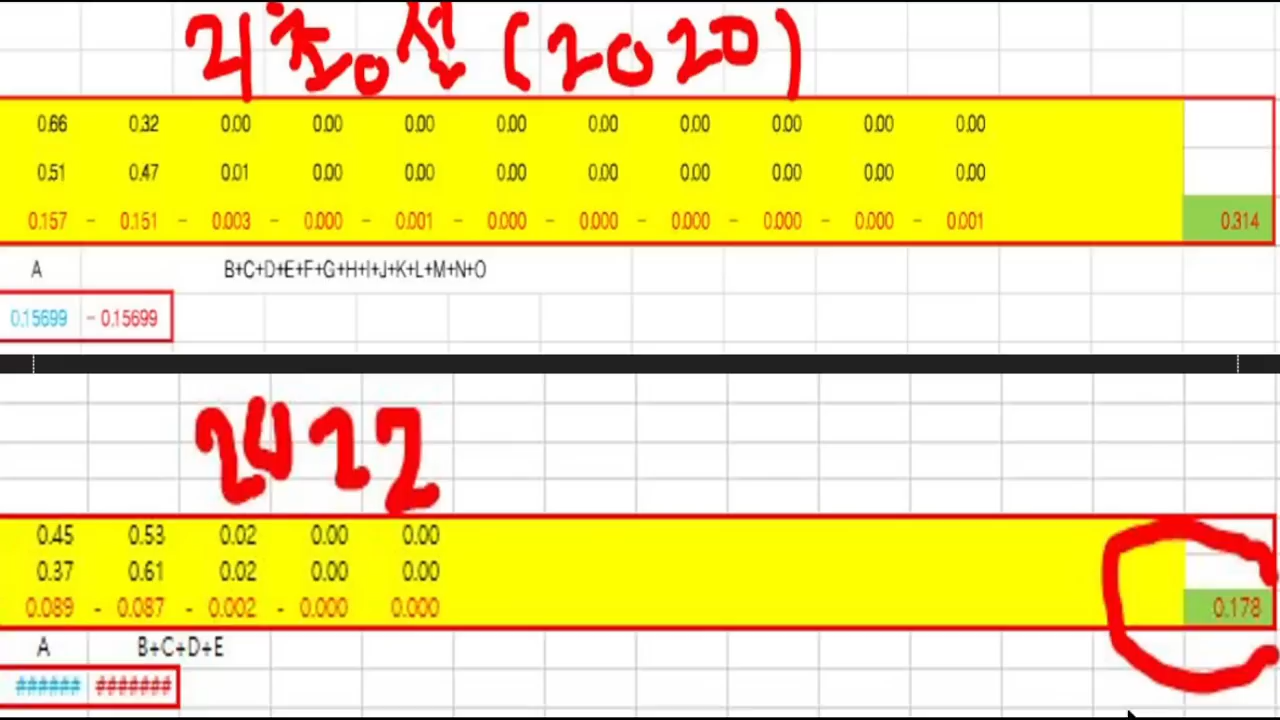 리총선 (2020)
0.66 0.32 0.00 0.00 0.00 0.00 0.00 0.00 0.00 0.00 0.00
0.51 0.47 0.01 0.00 0.00 0.00 0.00 0.00 0.00 0.00 0.00
0.157 - 0.151 - 0.003 - 0.000 - 0.001 - 0.000 - 0.000 - 0.000 - 0.000 - 0.000 - 0.001 0.314
A B+C+D+E+F+G+H+I+J+K+L+M+N+O
0.15699 - 0.15699
2022
0.45 0.53 0.02 0.00 0.00
0.37 0.61 0.02 0.00 0.00
0.089 - 0.087 - 0.002 - 0.000 0.000 0.178
A B+C+D+E
###### #######